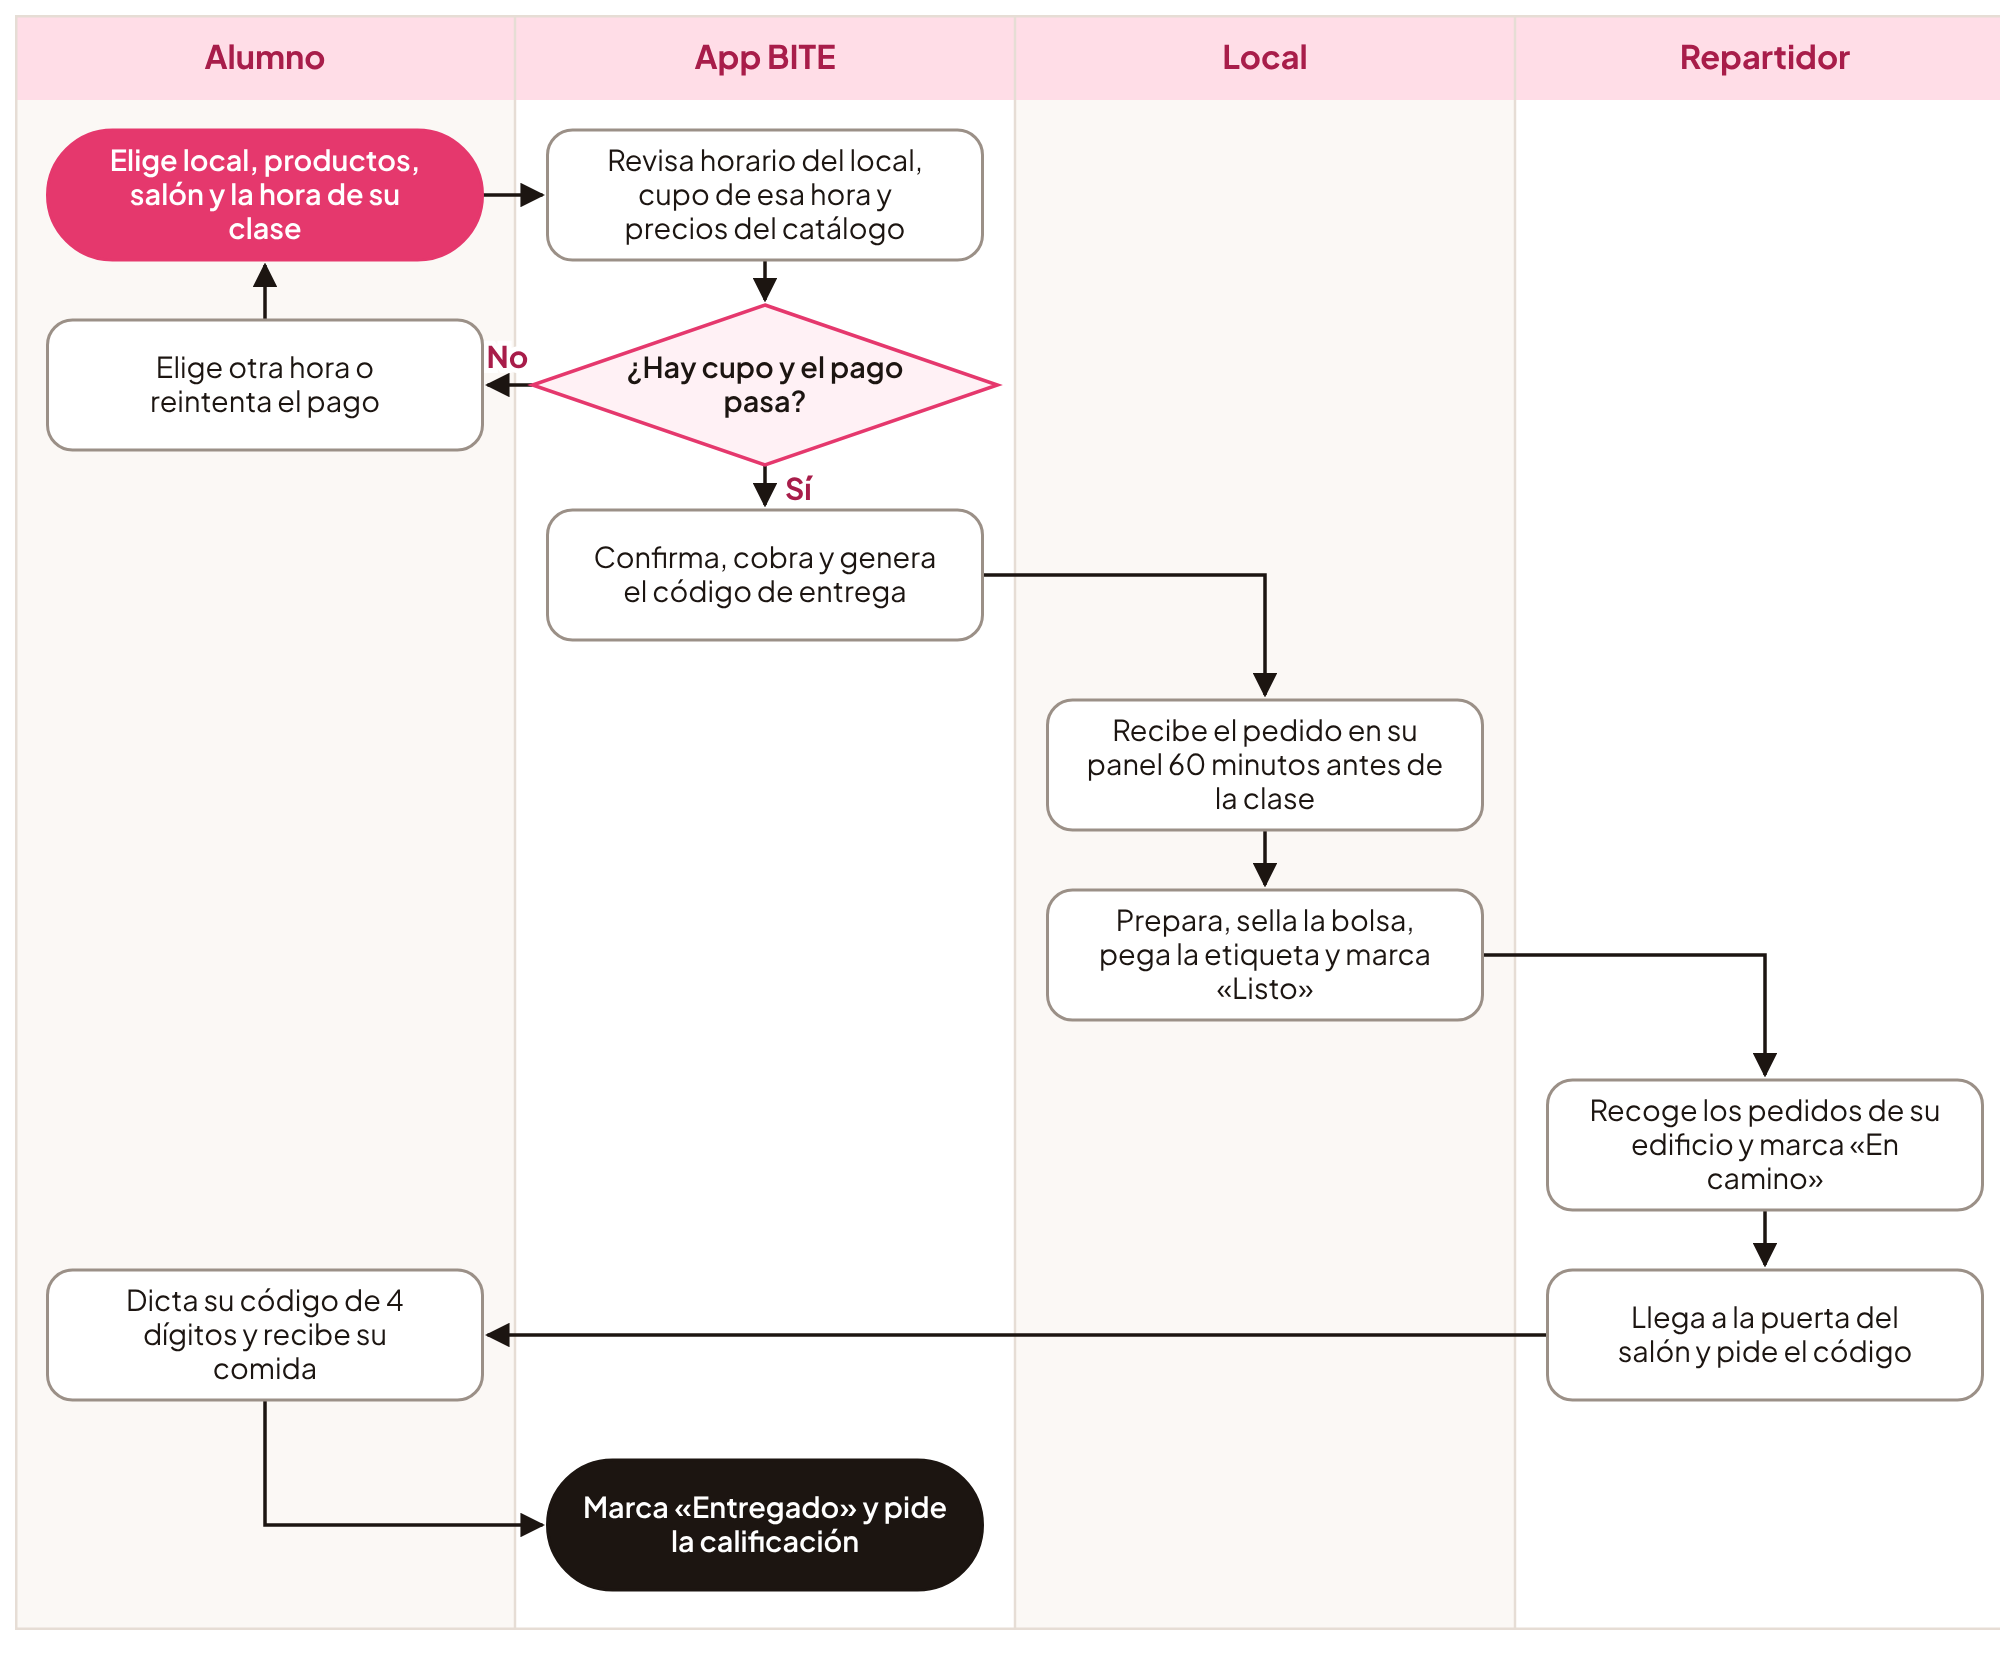 Alumno
App BITE
Local
Repartidor
Elige local, productos,
salón y la hora de su
clase
Revisa horario del local,
cupo de esa hora y
precios del catálogo
Elige otra hora o
reintenta el pago
No
¿Hay cupo y el pago
pasa?
Sí
Confirma, cobra y genera
el código de entrega
Recibe el pedido en su
panel 60 minutos antes de
la clase
Prepara, sella la bolsa,
pega la etiqueta y marca
«Listo»
Recoge los pedidos de su
edificio y marca «En
camino»
Llega a la puerta del
salón y pide el código
Dicta su código de 4
dígitos y recibe su
comida
Marca «Entregado» y pide
la calificación